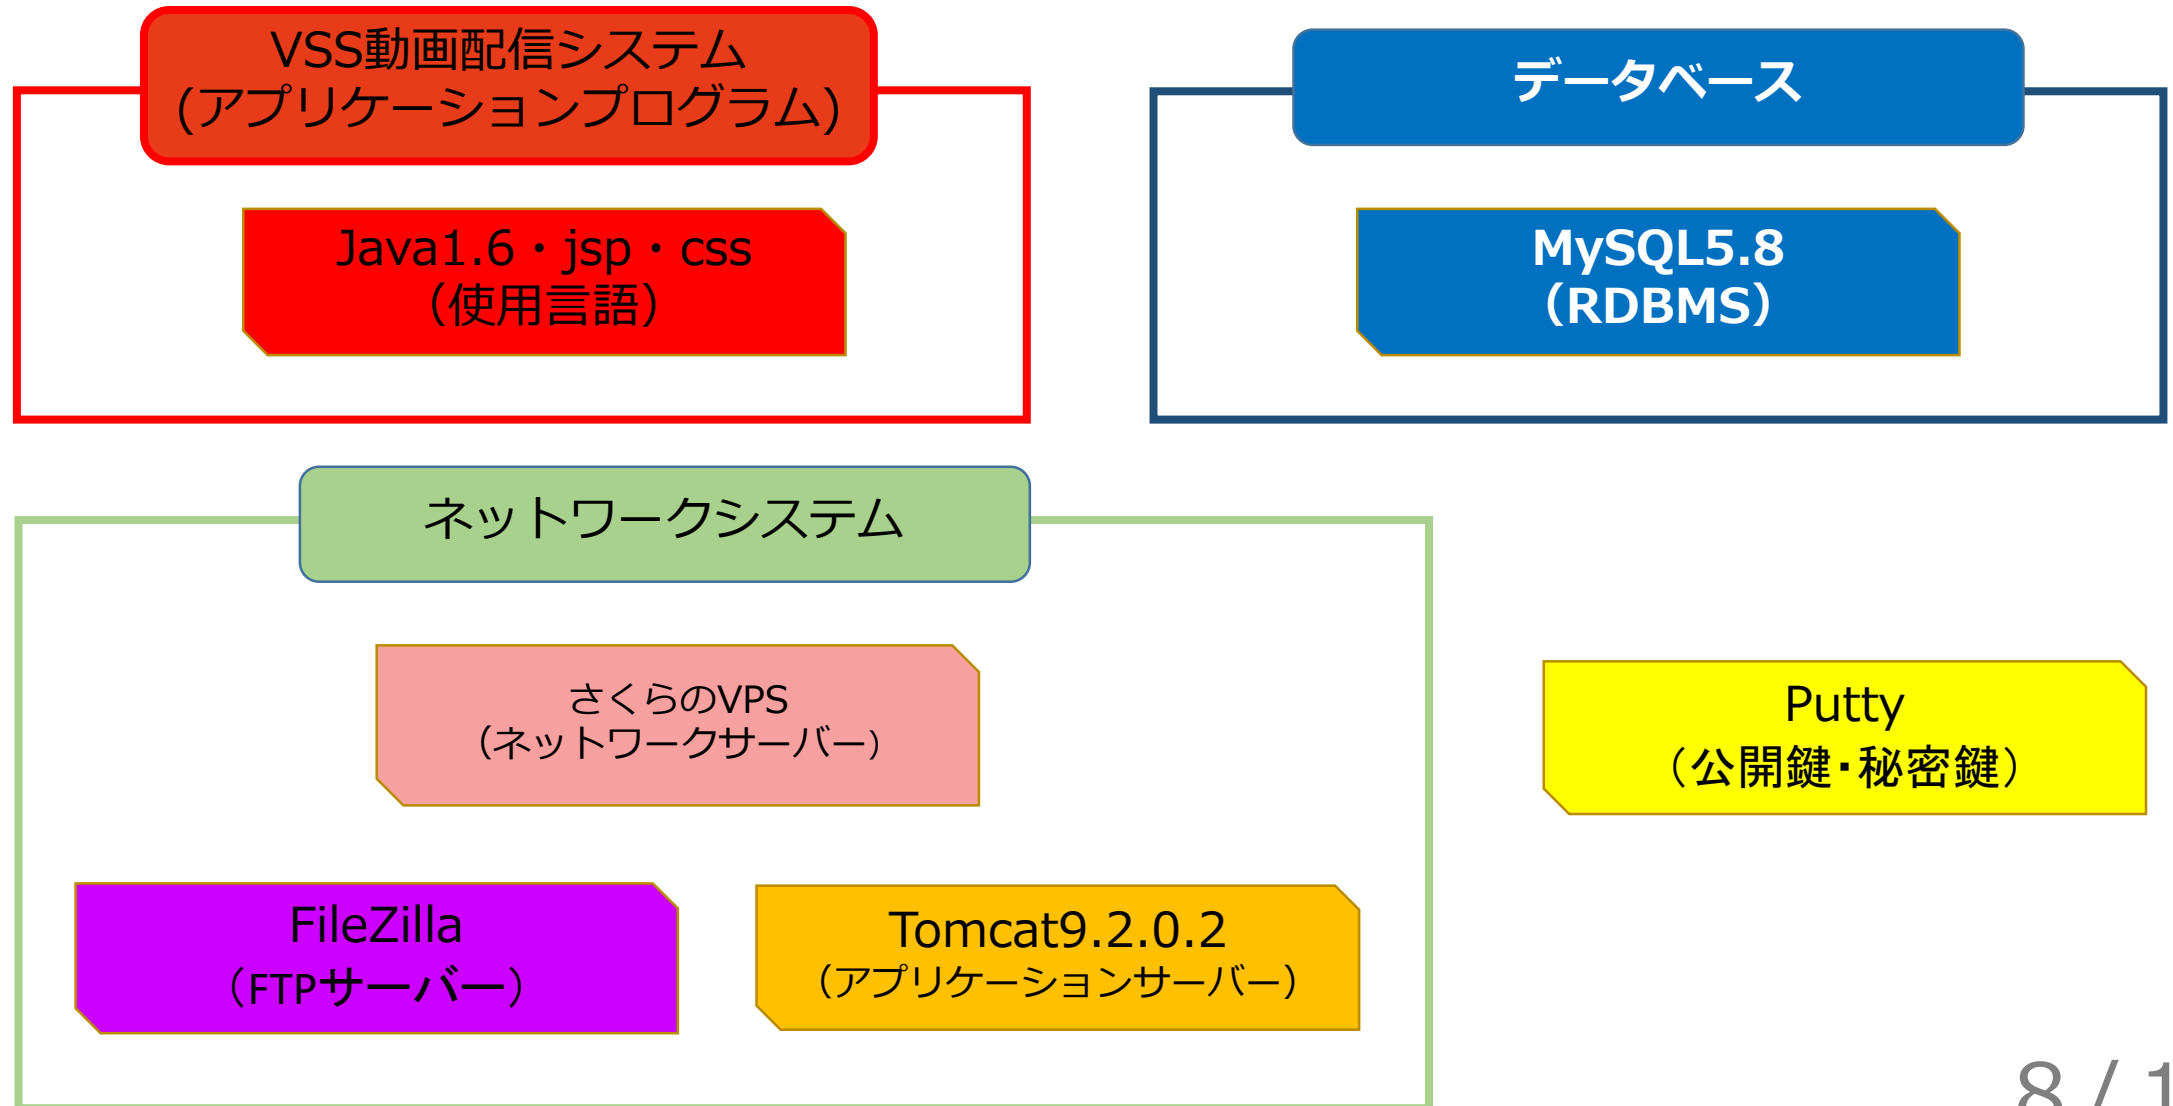 VSS動画配信システム
(アプリケーションプログラム)
データベース
Java1.6・jsp・css
（使用言語）
MySQL5.8
（RDBMS）
ネットワークシステム
さくらのVPS
（ネットワークサーバー）
Putty
（公開鍵・秘密鍵）
FileZilla
（FTPサーバー）
Tomcat9.2.0.2
（アプリケーションサーバー）
8 / 1